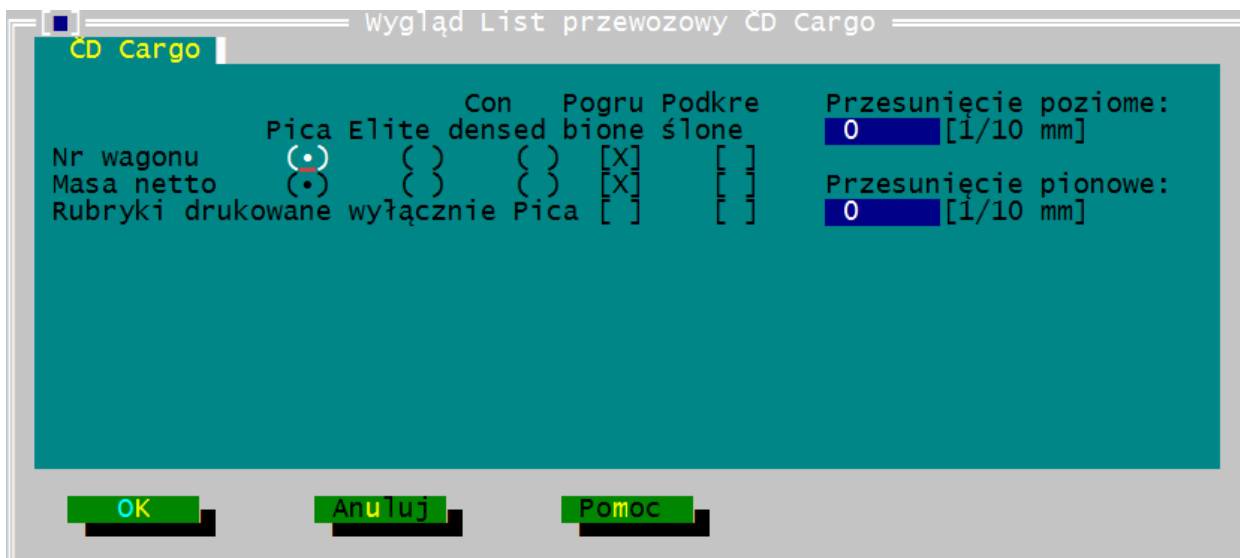 [■] Wygląd List przewozowy ČD Cargo
ČD Cargo
Con Pogru Podkre Przesunięcie poziome:
Pica Elite densed bione ślone 0 [1/10 mm]
Nr wagonu (•) ( ) ( ) [X] [ ]
Masa netto (•) ( ) ( ) [X] [ ] Przesunięcie pionowe:
Rubryki drukowane wyłącznie Pica [ ] [ ] 0 [1/10 mm]
OK Anuluj Pomoc